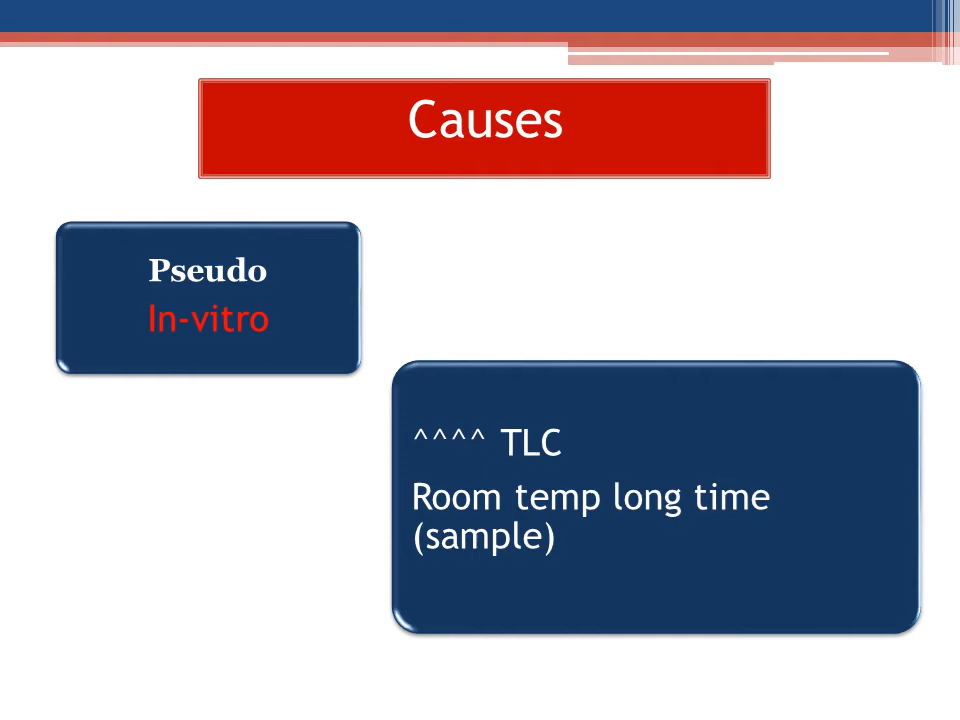 Causes
Pseudo
In-vitro
^^^^ TLC
Room temp long time
(sample)